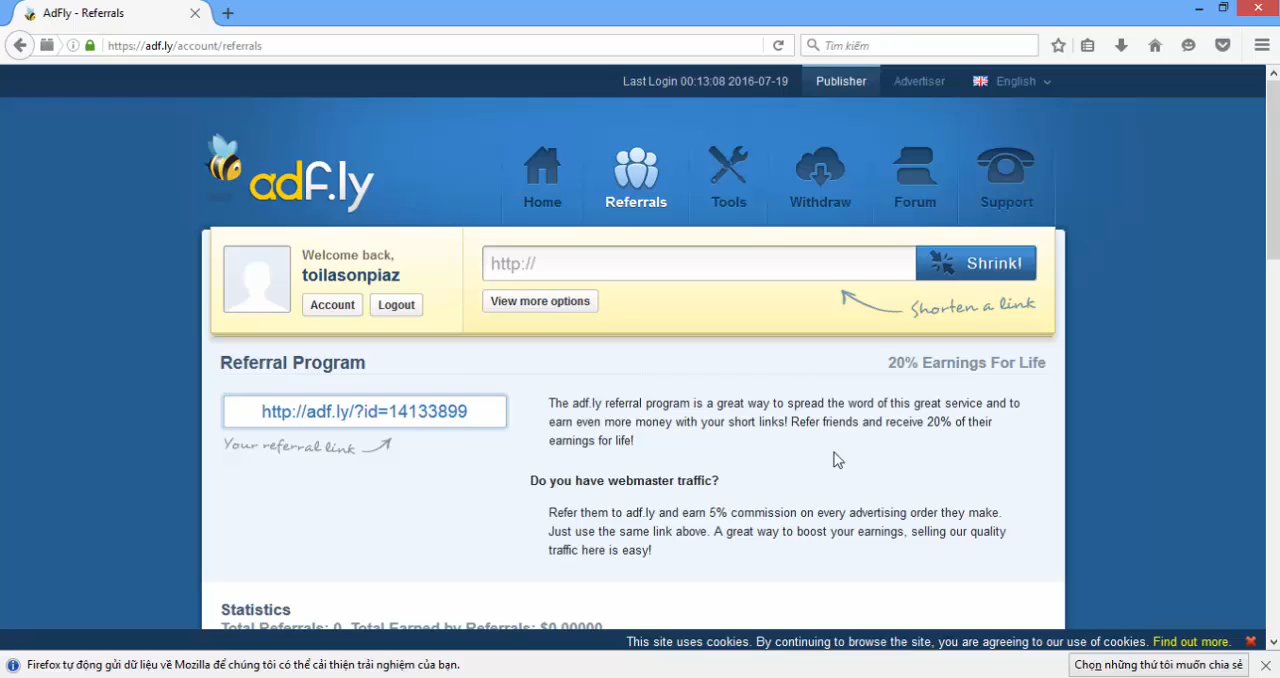 AdFly - Referrals
https://adf.ly/account/referrals
Tìm kiếm
Last Login 00:13:08 2016-07-19
Publisher
Advertiser
English
adf.ly
Home
Referrals
Tools
Withdraw
Forum
Support
Welcome back,
toilasonpiaz
Account
Logout
http://
Shrink!
View more options
Shorten a link
Referral Program
20% Earnings For Life
http://adf.ly/?id=14133899
Your referral link
The adf.ly referral program is a great way to spread the word of this great service and to
earn even more money with your short links! Refer friends and receive 20% of their
earnings for life!
Do you have webmaster traffic?
Refer them to adf.ly and earn 5% commission on every advertising order they make.
Just use the same link above. A great way to boost your earnings, selling our quality
traffic here is easy!
Statistics
Total Referrals: 0, Total Earned by Referrals: $0.00000
This site uses cookies. By continuing to browse the site, you are agreeing to our use of cookies. Find out more.
Firefox tự động gửi dữ liệu về Mozilla để chúng tôi có thể cải thiện trải nghiệm của bạn.
Chọn những thứ tôi muốn chia sẻ